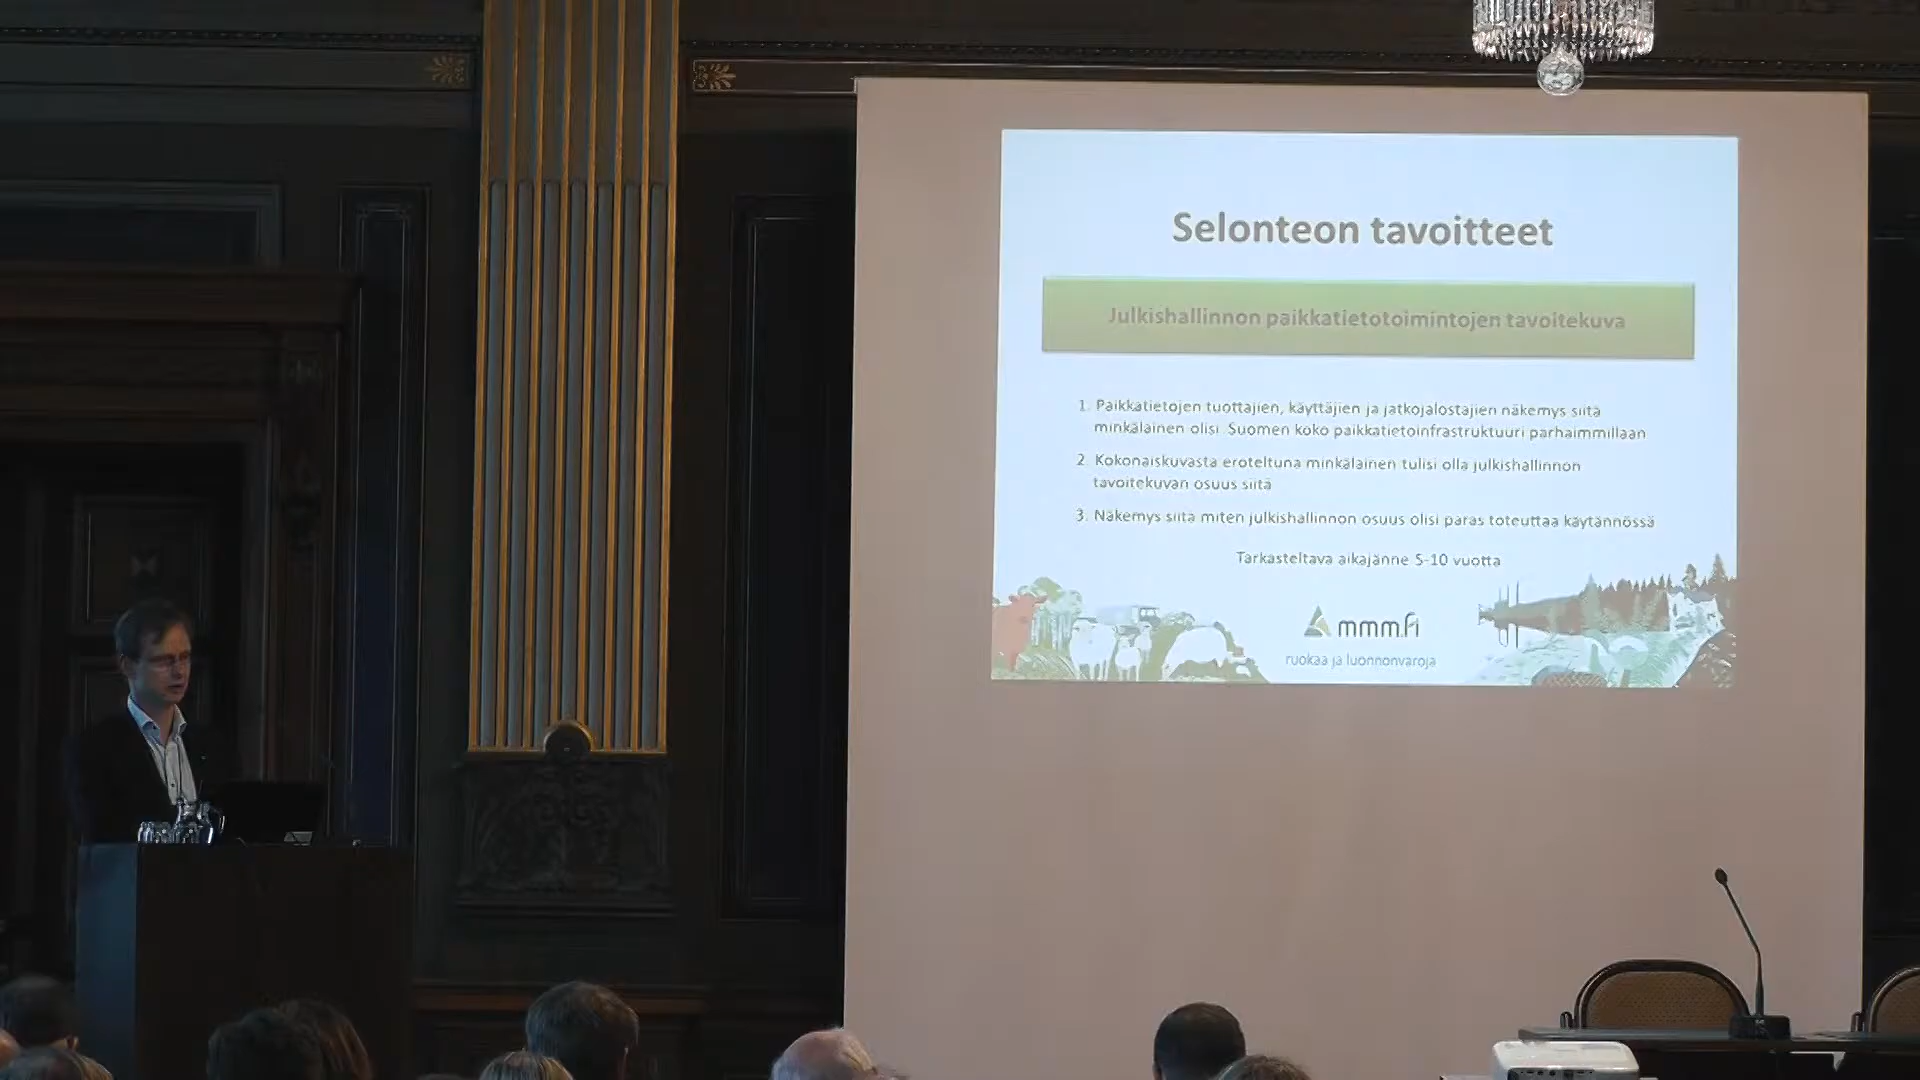 Selonteon tavoitteet
Julkishallinnon paikkatietotoimintojen tavoitekuva
1. Paikkatietojen tuottajien, käyttäjien ja jatkojalostajien näkemys siitä
minkälainen olisi Suomen koko paikkatietoinfrastruktuuri parhaimmillaan
2. Kokonaiskuvasta eroteltuna minkälainen tulisi olla julkishallinnon
tavoitekuvan osuus siitä
3. Näkemys siitä miten julkishallinnon osuus olisi paras toteuttaa käytännössä
Tarkasteltava aikajänne 5-10 vuotta
mmm.fi
ruokaa ja luonnonvaroja